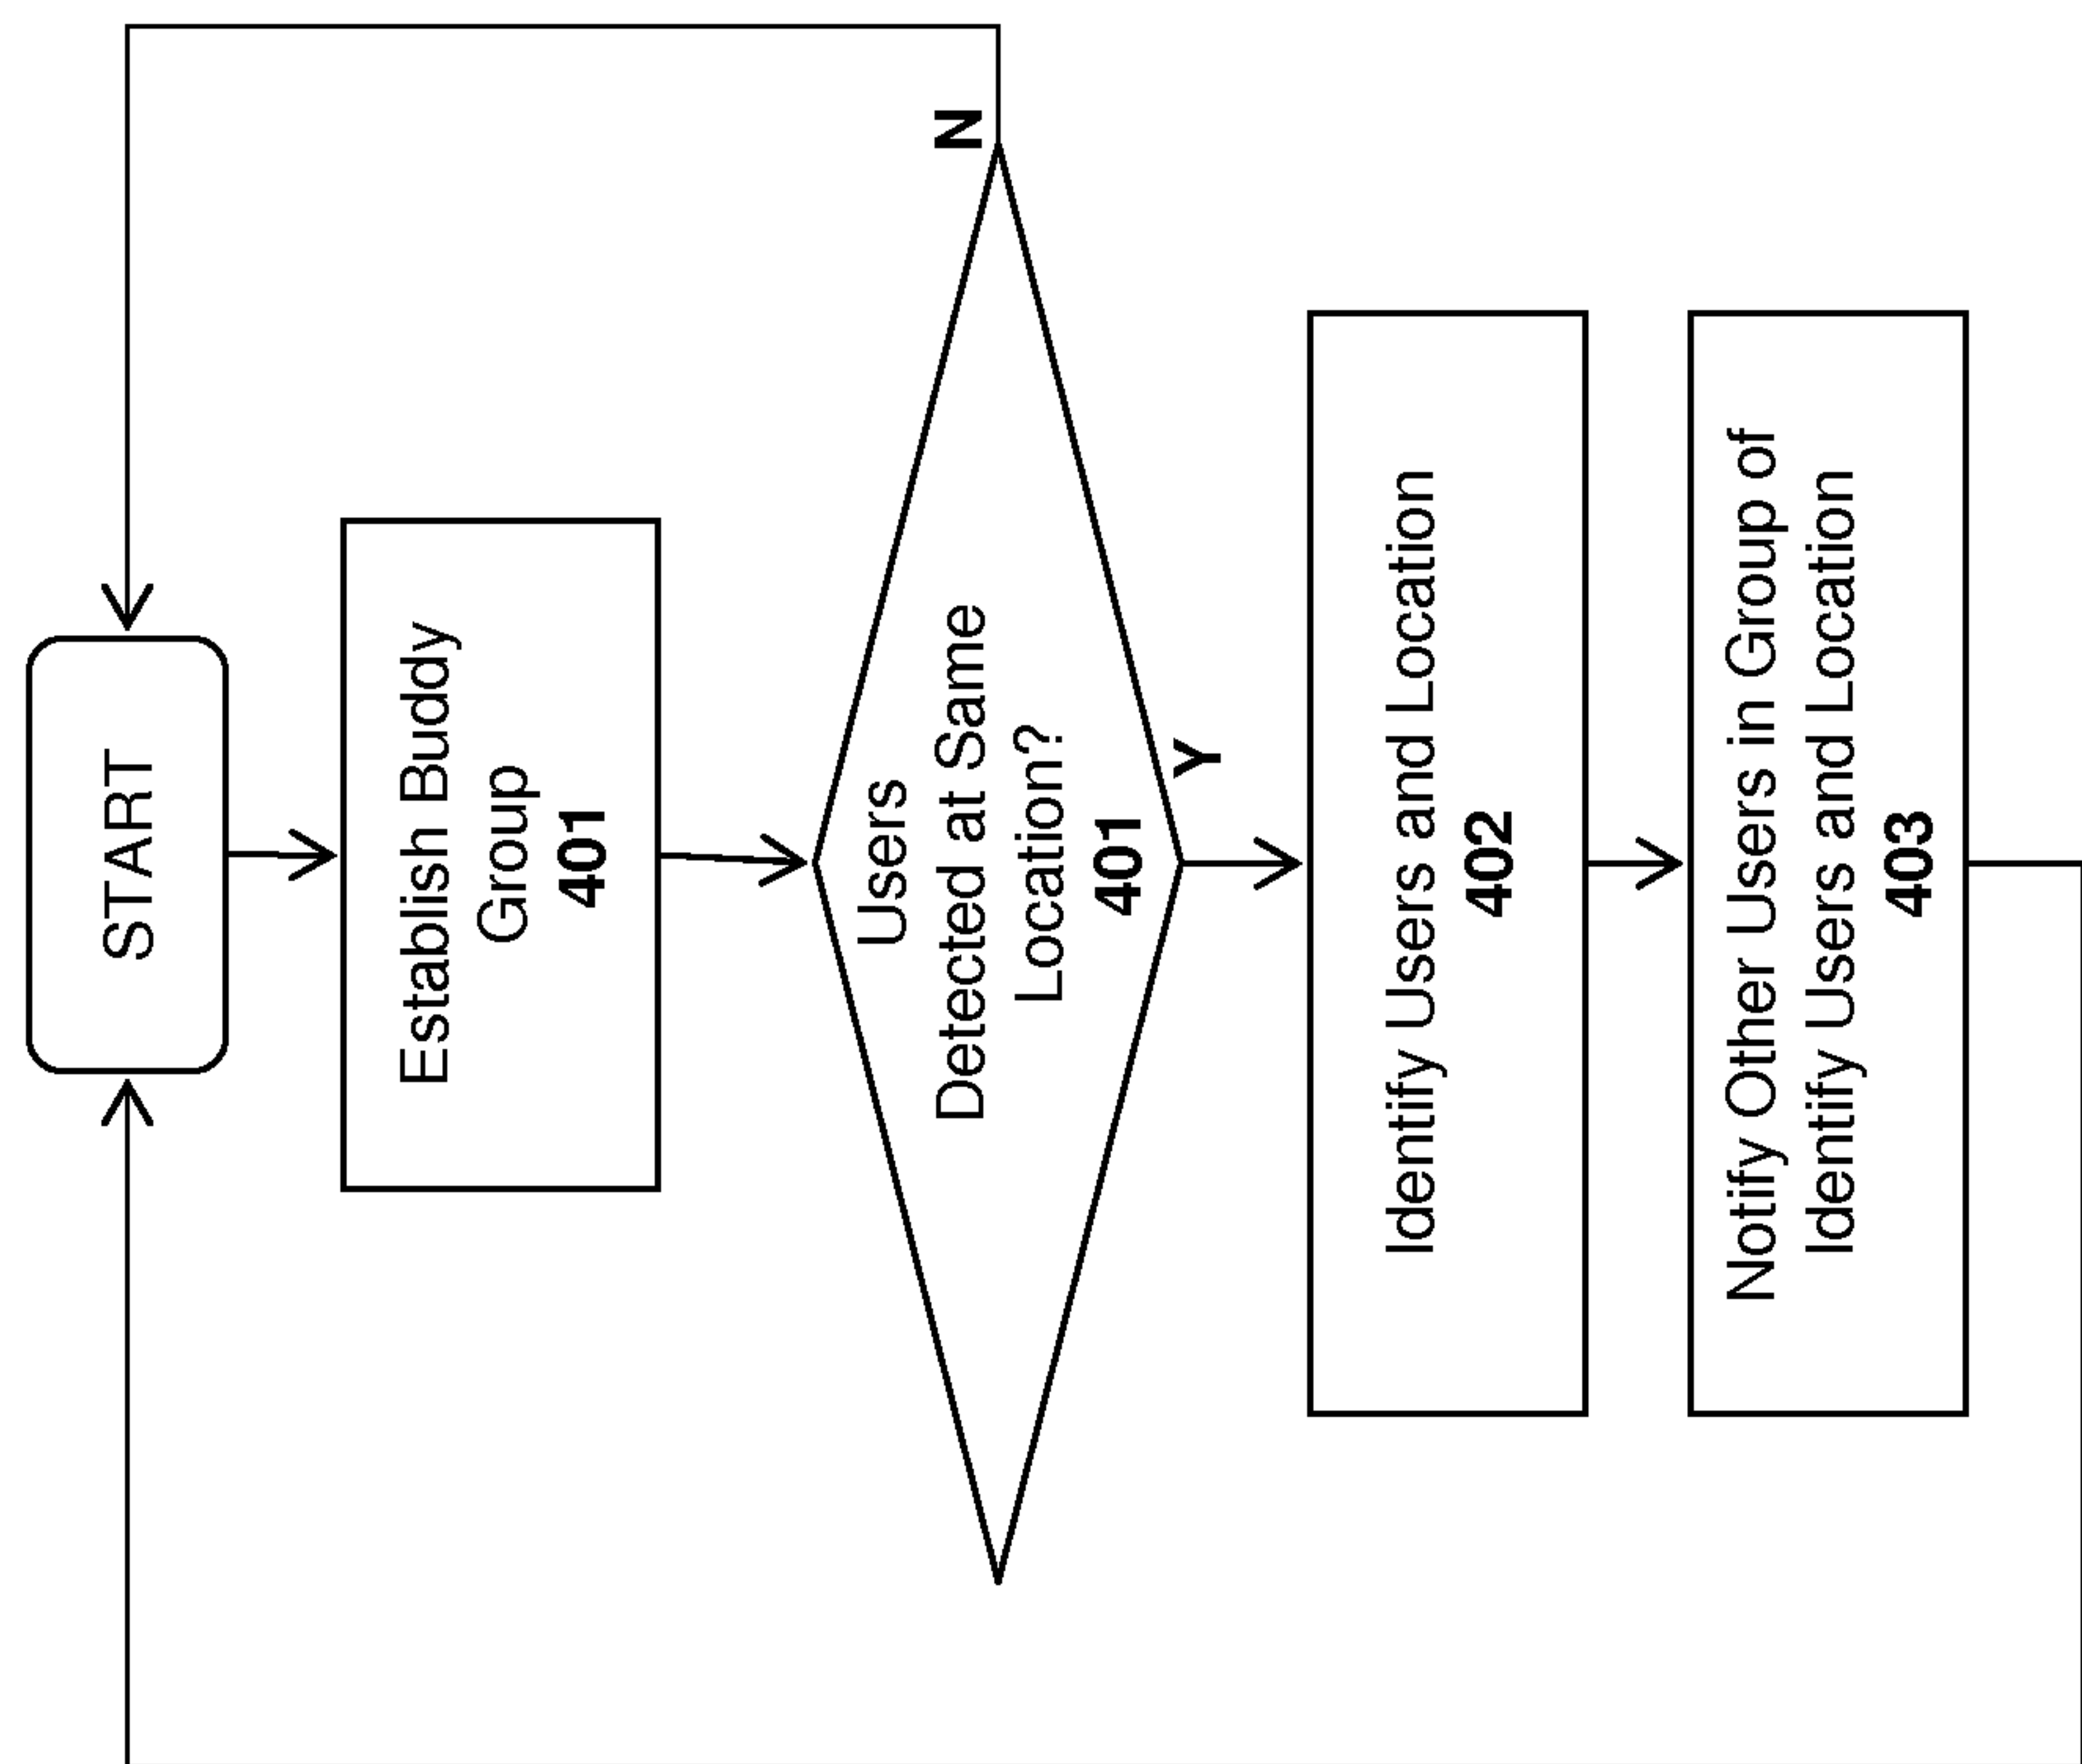 START
Establish Buddy
Group
401
Users
Detected at Same
Location?
401
N
Y
Identify Users and Location
402
Notify Other Users in Group of
Identify Users and Location
403